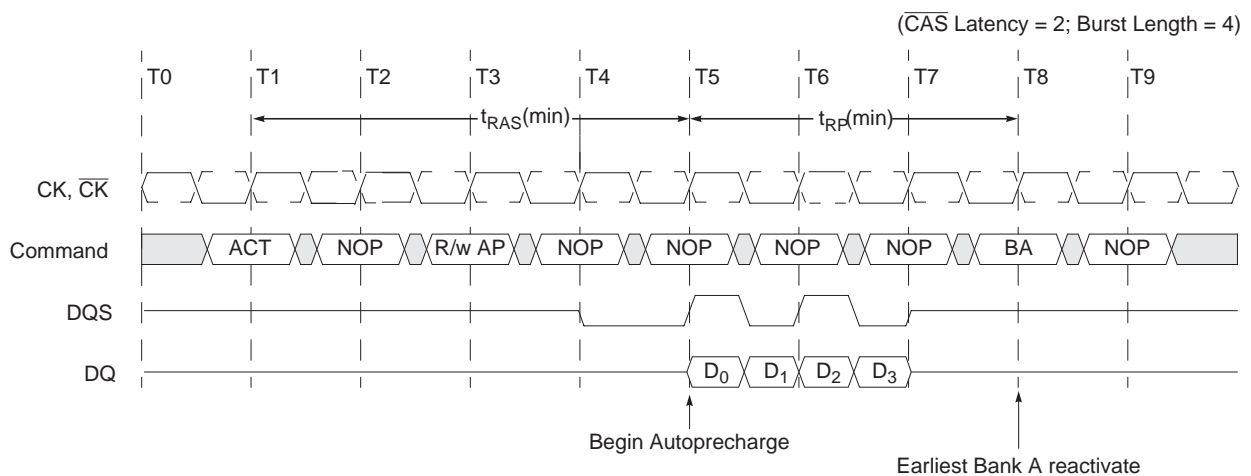 (C̅A̅S̅ Latency = 2; Burst Length = 4)
T0 T1 T2 T3 T4 T5 T6 T7 T8 T9
tRAS(min) tRP(min)
CK, C̅K̅
Command ACT NOP R/w AP NOP NOP NOP NOP BA NOP
DQS
DQ D0 D1 D2 D3
Begin Autoprecharge
Earliest Bank A reactivate